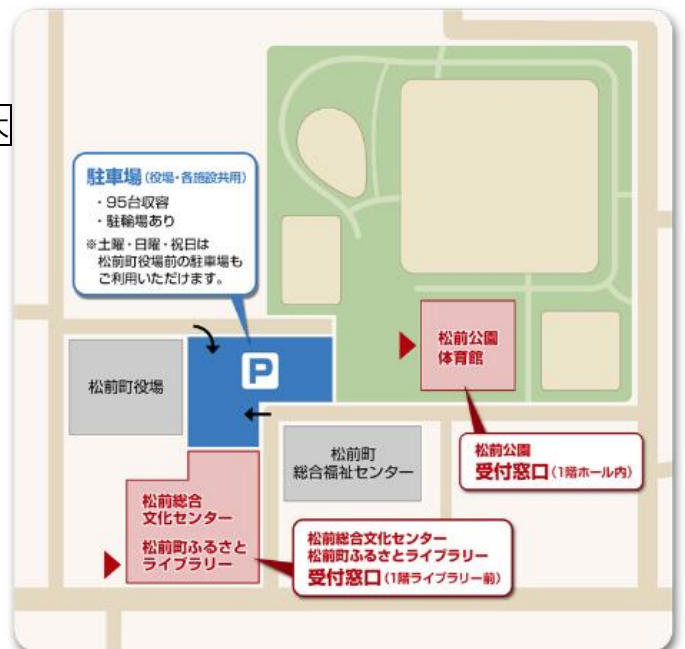 駐車場(役場・各施設共用)
・95台収容
・駐輪場あり
※土曜・日曜・祝日は
松前町役場前の駐車場も
ご利用いただけます。
松前公園
体育館
P
松前町役場
松前公園
受付窓口(1階ホール内)
松前町
総合福祉センター
松前総合
文化センター
松前町ふるさと
ライブラリー
松前総合文化センター
松前町ふるさとライブラリー
受付窓口(1階ライブラリー前)